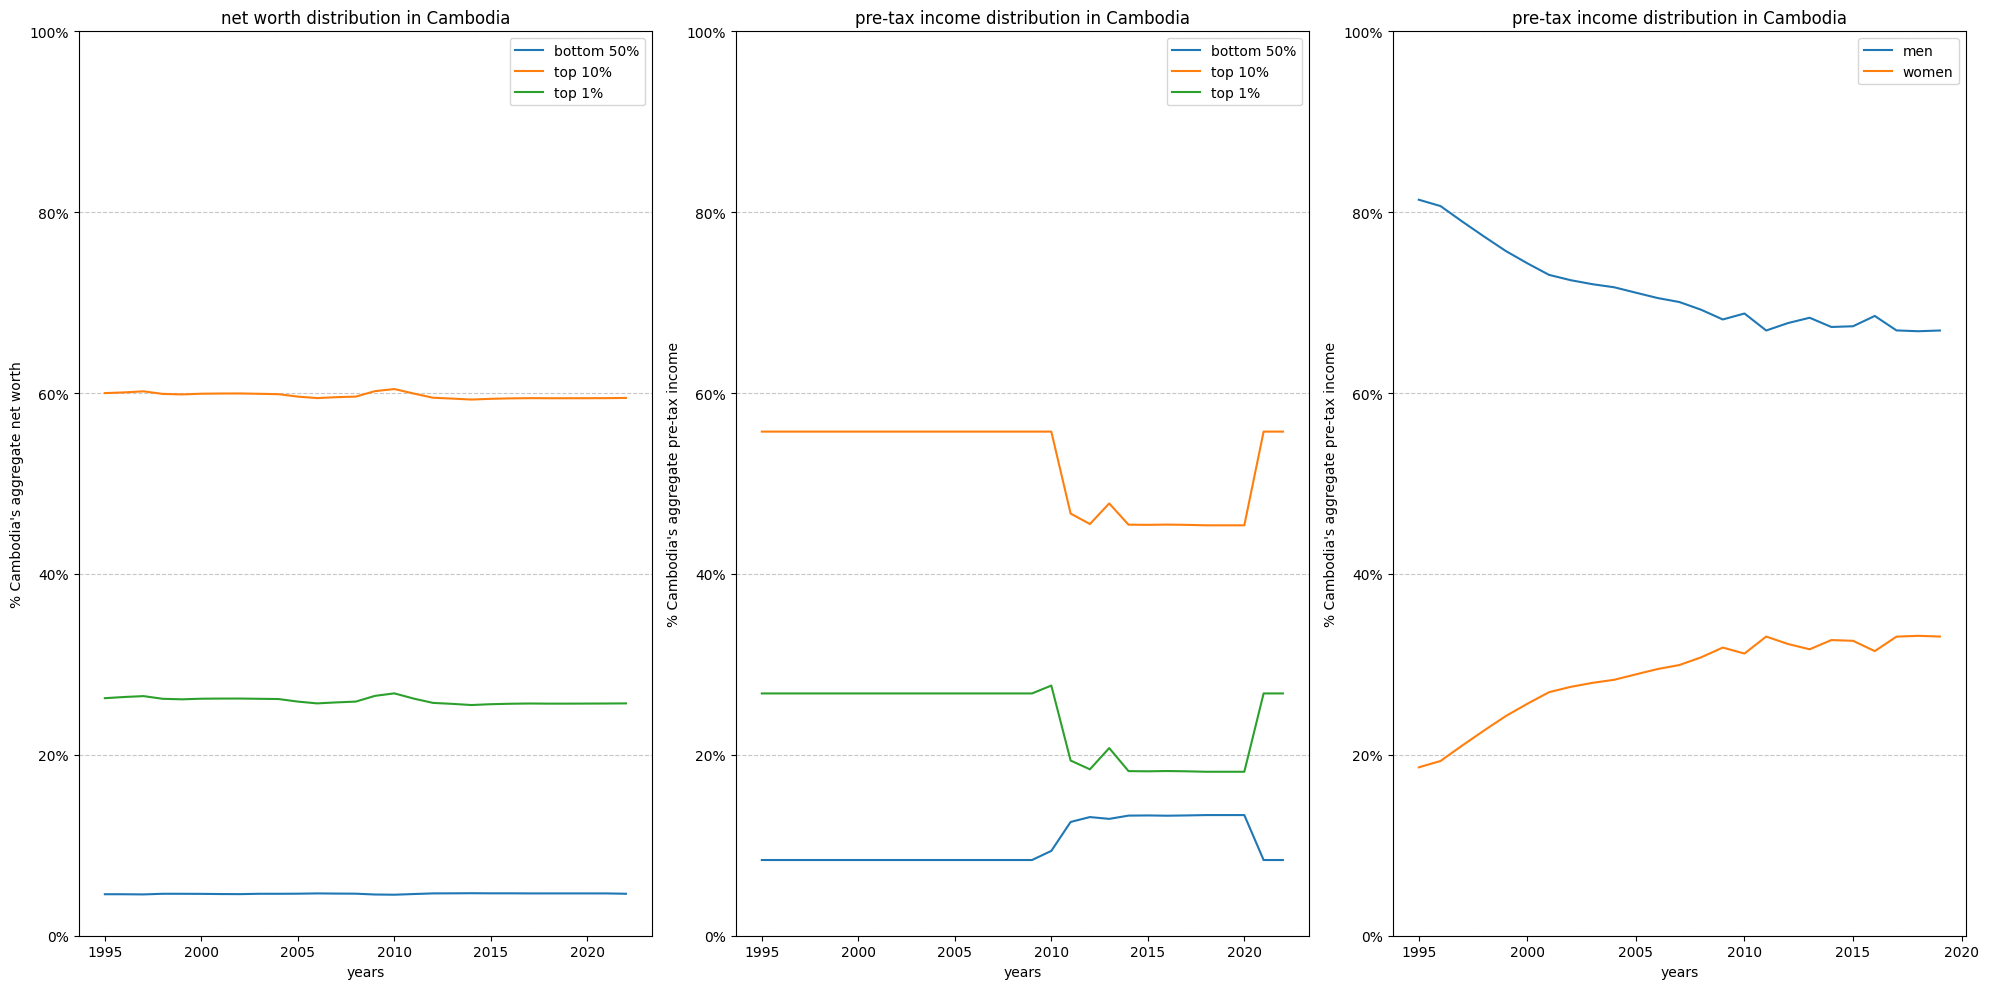 net worth distribution in Cambodia
100%
80%
60%
40%
20%
0%
% Cambodia's aggregate net worth
bottom 50%
top 10%
top 1%
1995
2000
2005
2010
2015
2020
years
pre-tax income distribution in Cambodia
100%
80%
60%
40%
20%
0%
% Cambodia's aggregate pre-tax income
bottom 50%
top 10%
top 1%
1995
2000
2005
2010
2015
2020
years
pre-tax income distribution in Cambodia
100%
80%
60%
40%
20%
0%
% Cambodia's aggregate pre-tax income
men
women
1995
2000
2005
2010
2015
2020
years